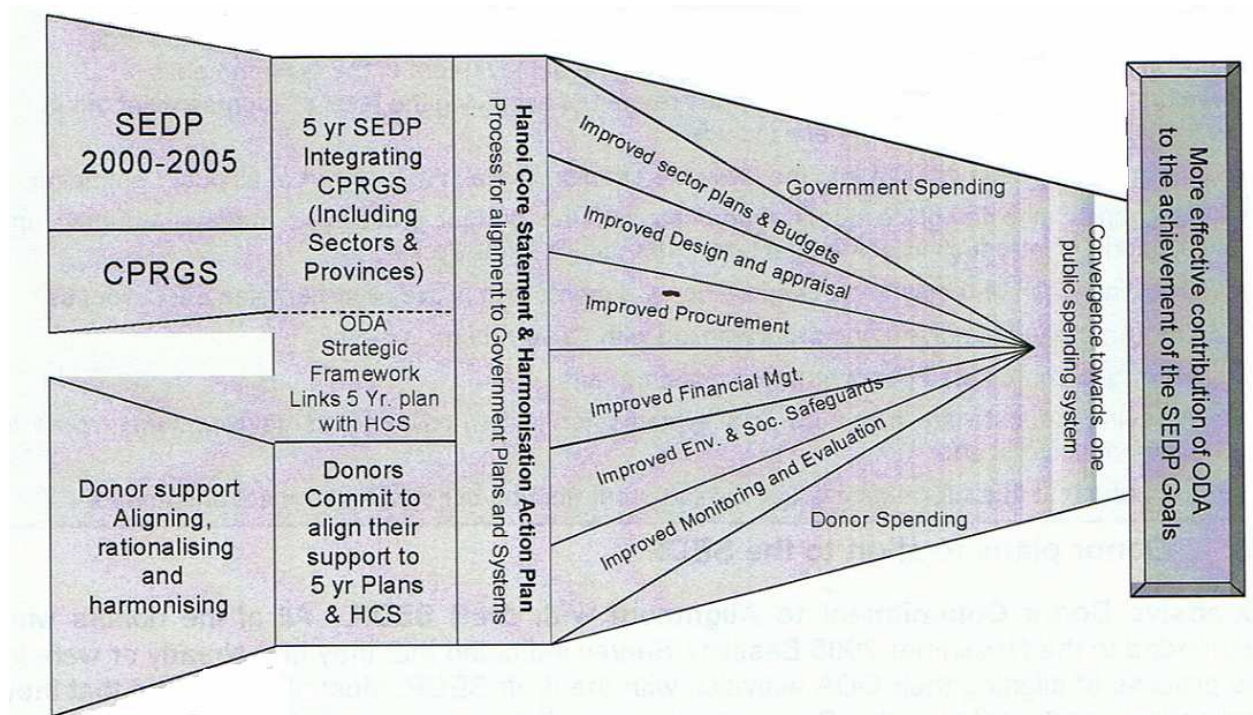 SEDP
2000-2005
CPRGS
Donor support
Aligning,
rationalising
and
harmonising
5 yr SEDP
Integrating
CPRGS
(Including
Sectors &
Provinces)
ODA
Strategic
Framework
Links 5 Yr. plan
with HCS
Donors
Commit to
align their
support to
5 yr Plans
& HCS
Hanoi Core Statement & Harmonisation Action Plan
Process for alignment to Government Plans and Systems
Improved sector plans & Budgets
Improved Design and appraisal
Improved Procurement
Improved Financial Mgt.
Improved Env. & Soc. Safeguards
Improved Monitoring and Evaluation
Government Spending
Donor Spending
Convergence towards one
public spending system
More effective contribution of ODA
to the achievement of the SEDP Goals